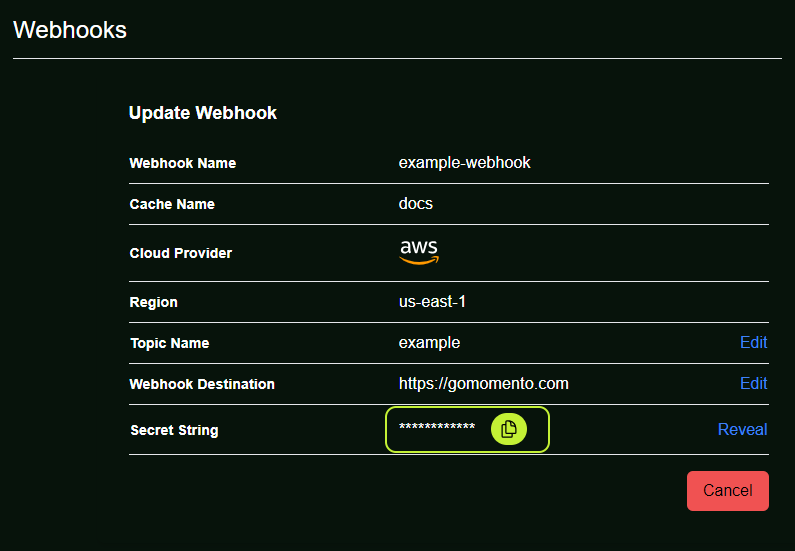 Webhooks
Update Webhook
Webhook Name example-webhook
Cache Name docs
Cloud Provider aws
Region us-east-1
Topic Name example Edit
Webhook Destination https://gomomento.com Edit
Secret String ************ Reveal
Cancel